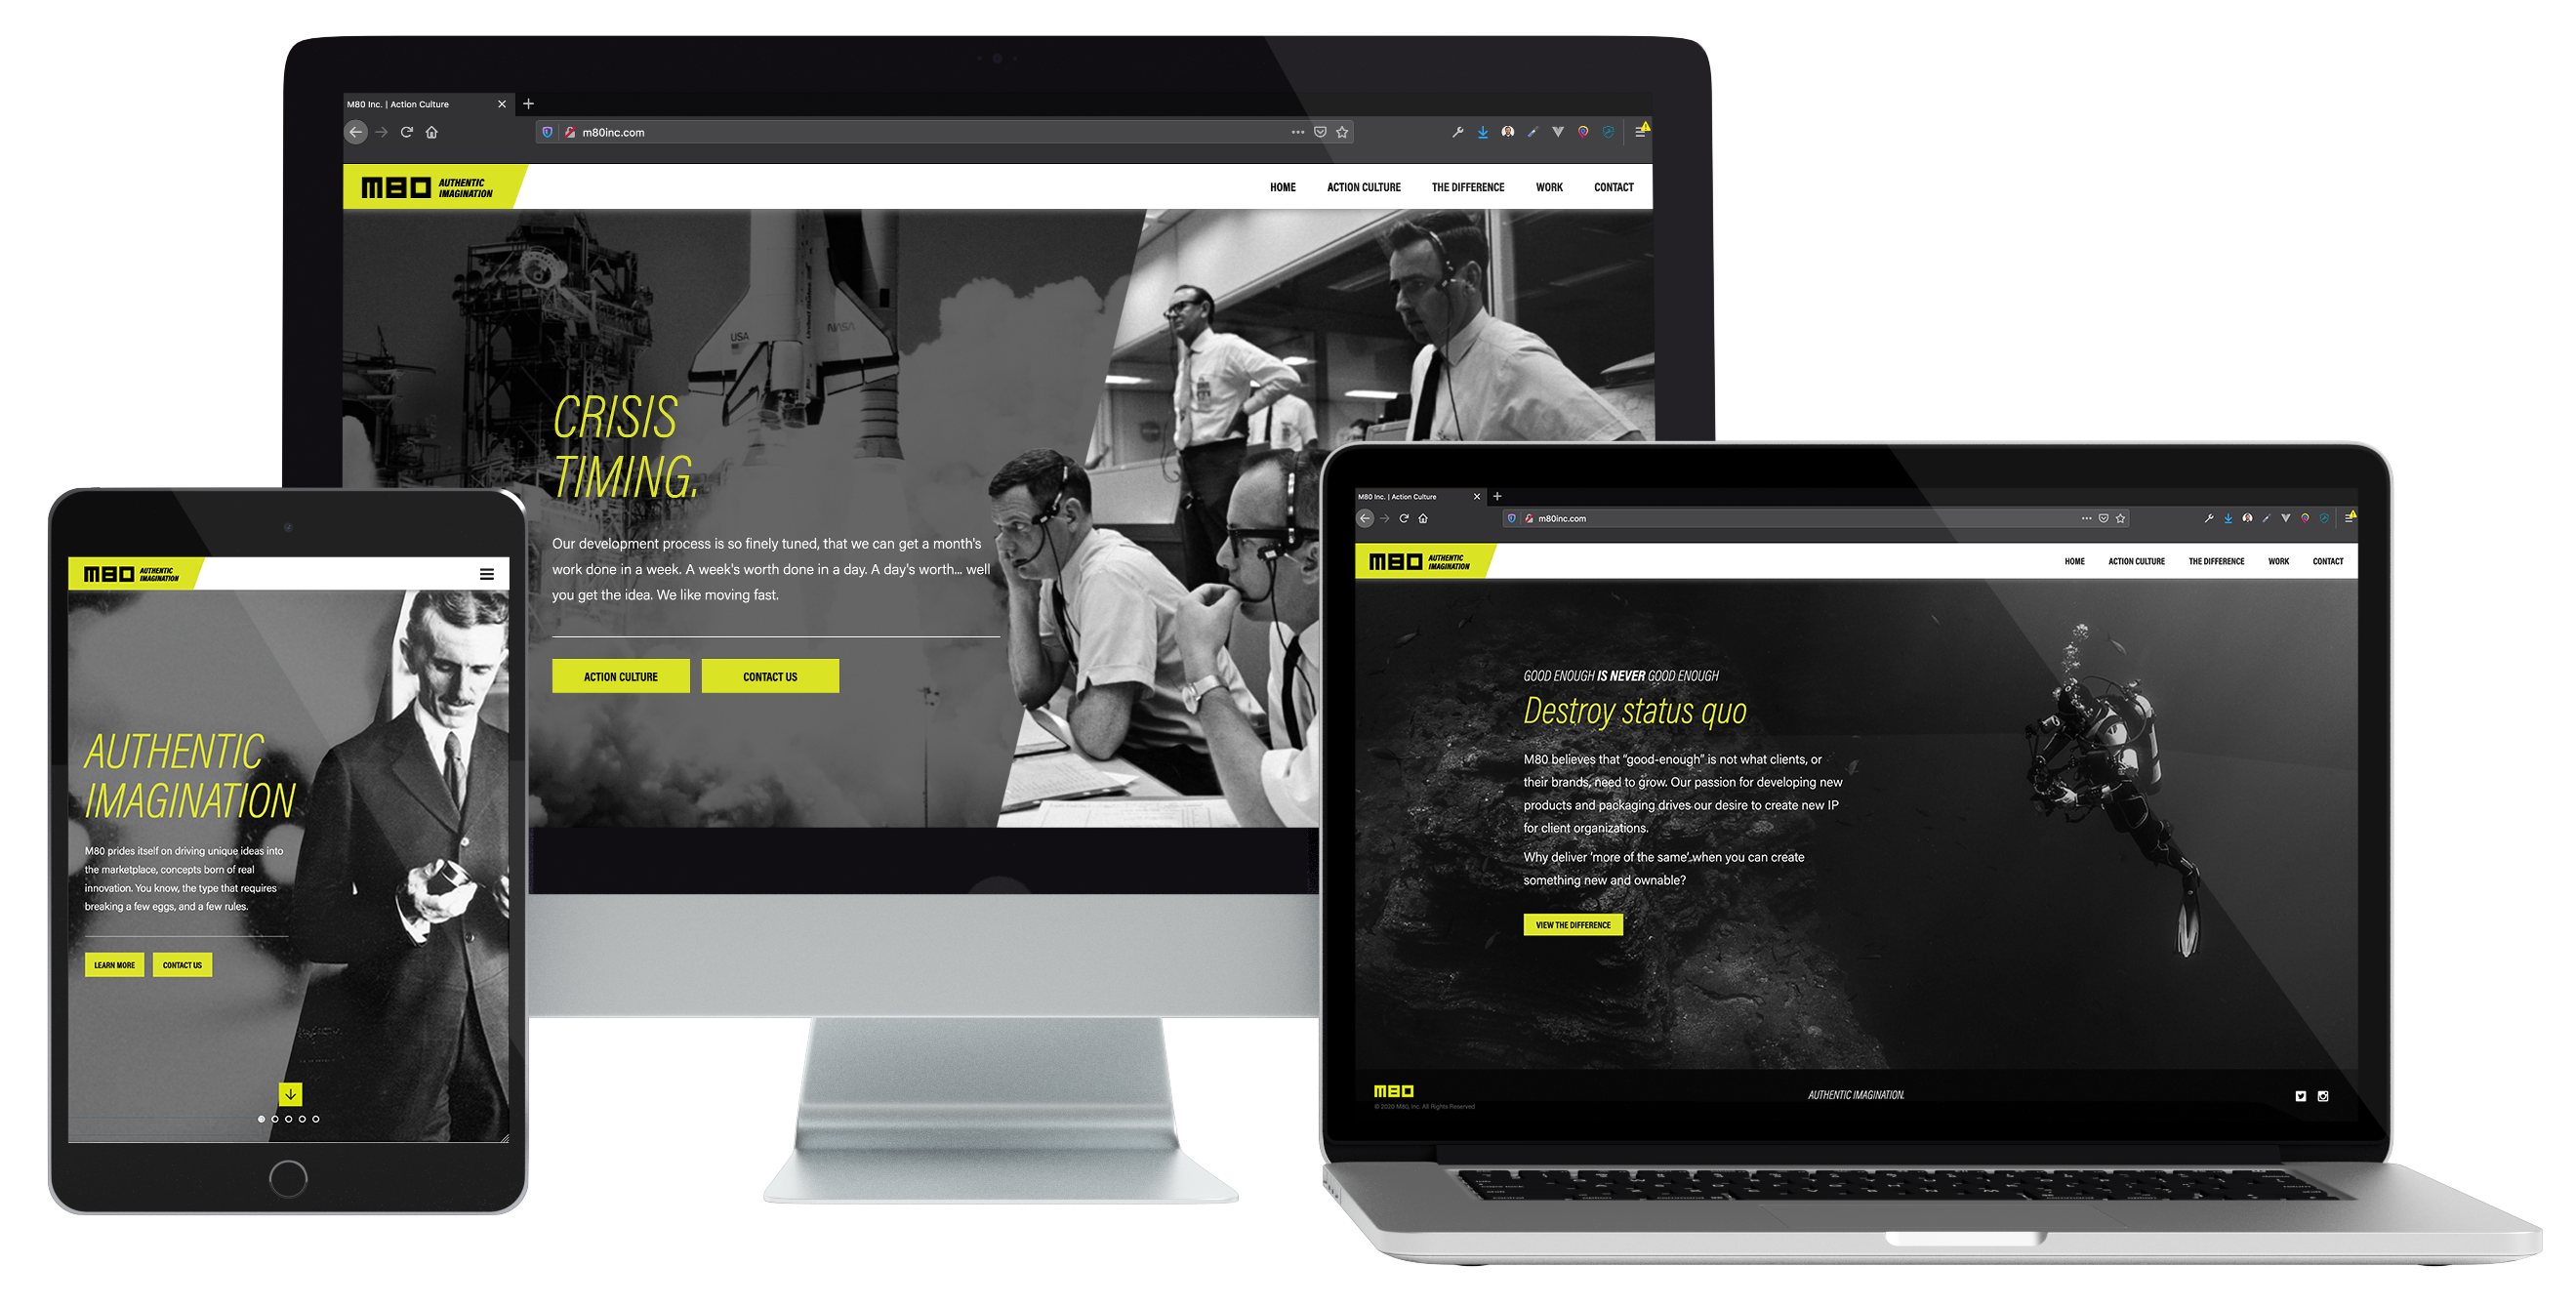 M80 Inc. | Action Culture
m80inc.com
M80 AUTHENTIC
IMAGINATION
HOME ACTION CULTURE THE DIFFERENCE WORK CONTACT
USA
NASA
CRISIS
TIMING.
Our development process is so finely tuned, that we can get a month's
work done in a week. A week's worth done in a day. A day's worth... well
you get the idea. We like moving fast.
ACTION CULTURE CONTACT US
M80 AUTHENTIC
IMAGINATION
AUTHENTIC
IMAGINATION
M80 prides itself on driving unique ideas into
the marketplace, concepts born of real
innovation. You know, the type that requires
breaking a few eggs, and a few rules.
LEARN MORE CONTACT US
M80 Inc. | Action Culture
m80inc.com
M80 AUTHENTIC
IMAGINATION
HOME ACTION CULTURE THE DIFFERENCE WORK CONTACT
GOOD ENOUGH IS NEVER GOOD ENOUGH
Destroy status quo
M80 believes that “good-enough” is not what clients, or
their brands, need to grow. Our passion for developing new
products and packaging drives our desire to create new IP
for client organizations.
Why deliver ‘more of the same’ when you can create
something new and ownable?
VIEW THE DIFFERENCE
M80
© 2020 M80, Inc. All Rights Reserved
AUTHENTIC IMAGINATION.